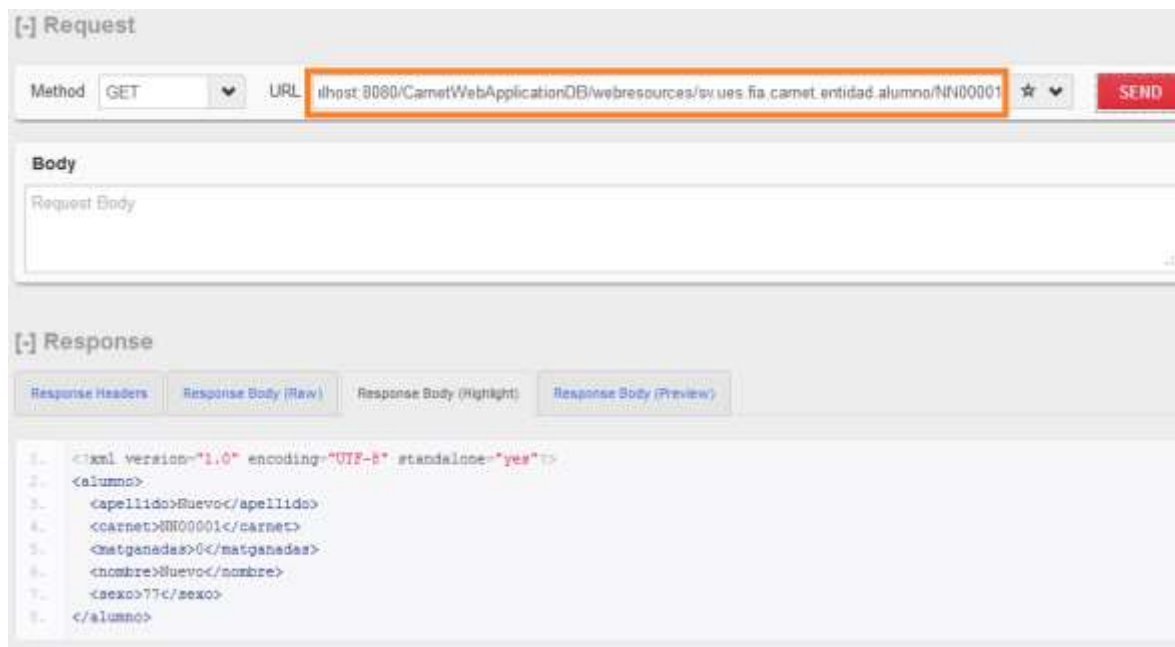 [-] Request
Method GET URL lhost:8080/CarnetWebApplicationDB/webresources/sv.ues.fia.carnet.entidad.alumno/NN00001 SEND
Body
Request Body
[-] Response
Response Headers Response Body (Raw) Response Body (Highlight) Response Body (Preview)
1. <?xml version="1.0" encoding="UTF-8" standalone="yes"?>
2. <alumno>
3. <apellido>Nuevo</apellido>
4. <carnet>NN00001</carnet>
5. <matganadas>0</matganadas>
6. <nombre>Nuevo</nombre>
7. <sexo>77</sexo>
8. </alumno>